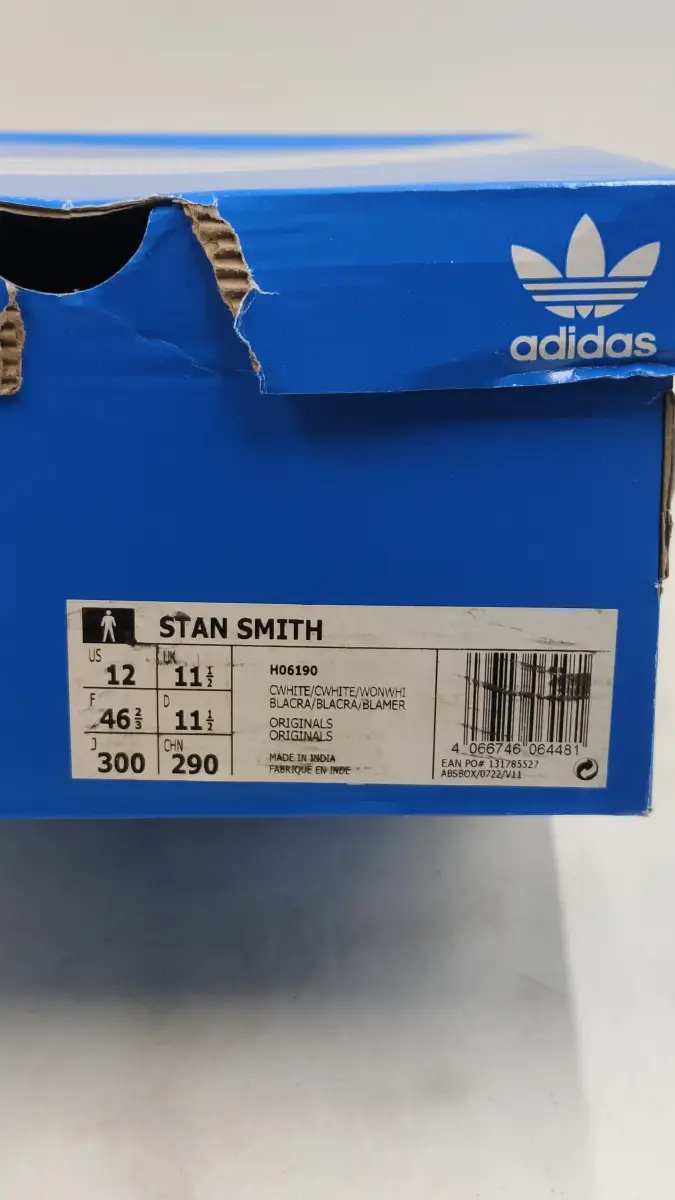 adidas
STAN SMITH
US
12
UK
11 1/2
F
46 2/3
D
11 1/2
J
300
CHN
290
H06190
CWHITE/CWHITE/WONWHI
BLACRA/BLACRA/BLAMER
ORIGINALS
ORIGINALS
MADE IN INDIA
FABRIQUÉ EN INDE
4 066746 064481
EAN PO# 131785527
ABSBOX/0722/V11